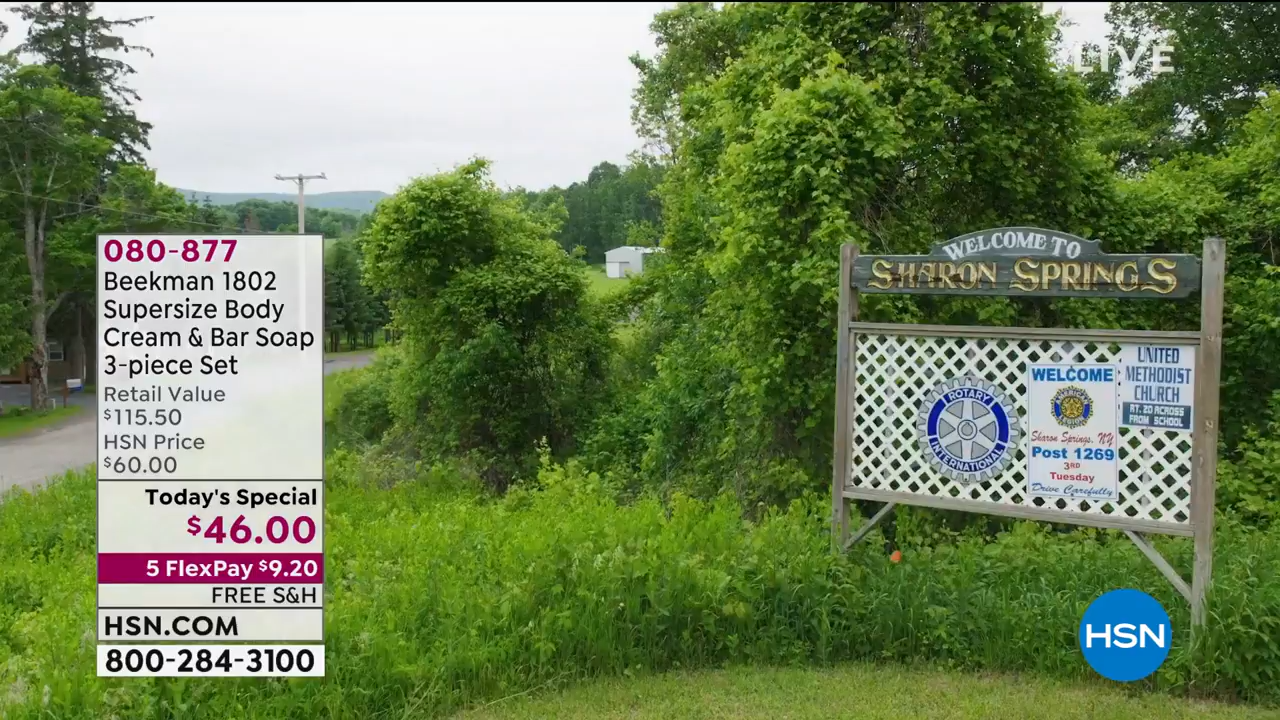 LIVE
080-877
Beekman 1802
Supersize Body
Cream & Bar Soap
3-piece Set
Retail Value
$115.50
HSN Price
$60.00
Today's Special
$46.00
5 FlexPay $9.20
FREE S&H
HSN.COM
800-284-3100
WELCOME TO
SHARON SPRINGS
ROTARY
INTERNATIONAL
WELCOME
Sharon Springs, NY
Post 1269
3RD
Tuesday
Drive Carefully
UNITED
METHODIST
CHURCH
RT. 20 ACROSS
FROM SCHOOL
HSN